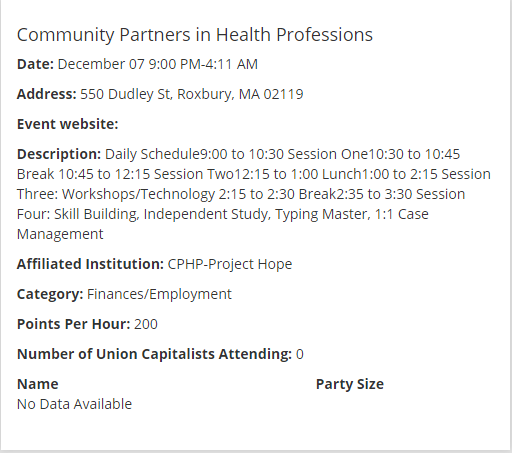 Community Partners in Health Professions
Date: December 07 9:00 PM-4:11 AM
Address: 550 Dudley St, Roxbury, MA 02119
Event website:
Description: Daily Schedule9:00 to 10:30 Session One10:30 to 10:45
Break 10:45 to 12:15 Session Two12:15 to 1:00 Lunch1:00 to 2:15 Session
Three: Workshops/Technology 2:15 to 2:30 Break2:35 to 3:30 Session
Four: Skill Building, Independent Study, Typing Master, 1:1 Case
Management
Affiliated Institution: CPHP-Project Hope
Category: Finances/Employment
Points Per Hour: 200
Number of Union Capitalists Attending: 0
Name Party Size
No Data Available